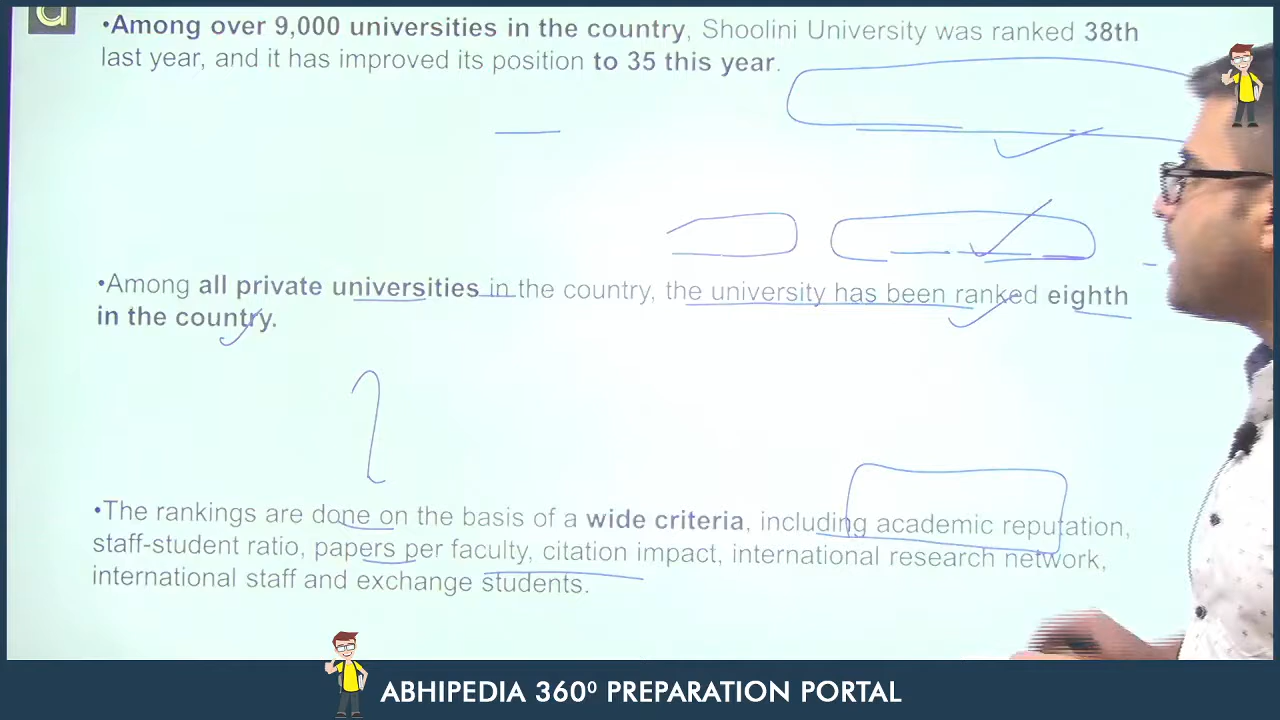 •Among over 9,000 universities in the country, Shoolini University was ranked 38th
last year, and it has improved its position to 35 this year.
•Among all private universities in the country, the university has been ranked eighth
in the country.
•The rankings are done on the basis of a wide criteria, including academic reputation,
staff-student ratio, papers per faculty, citation impact, international research network,
international staff and exchange students.
ABHIPEDIA 360⁰ PREPARATION PORTAL